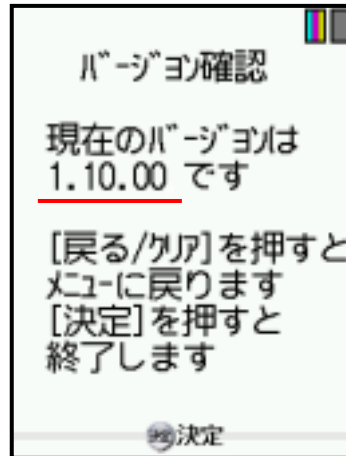 バージョン確認
現在のバージョンは
1.10.00 です
[戻る/クリア]を押すと
メニューに戻ります
[決定]を押すと
終了します
決定